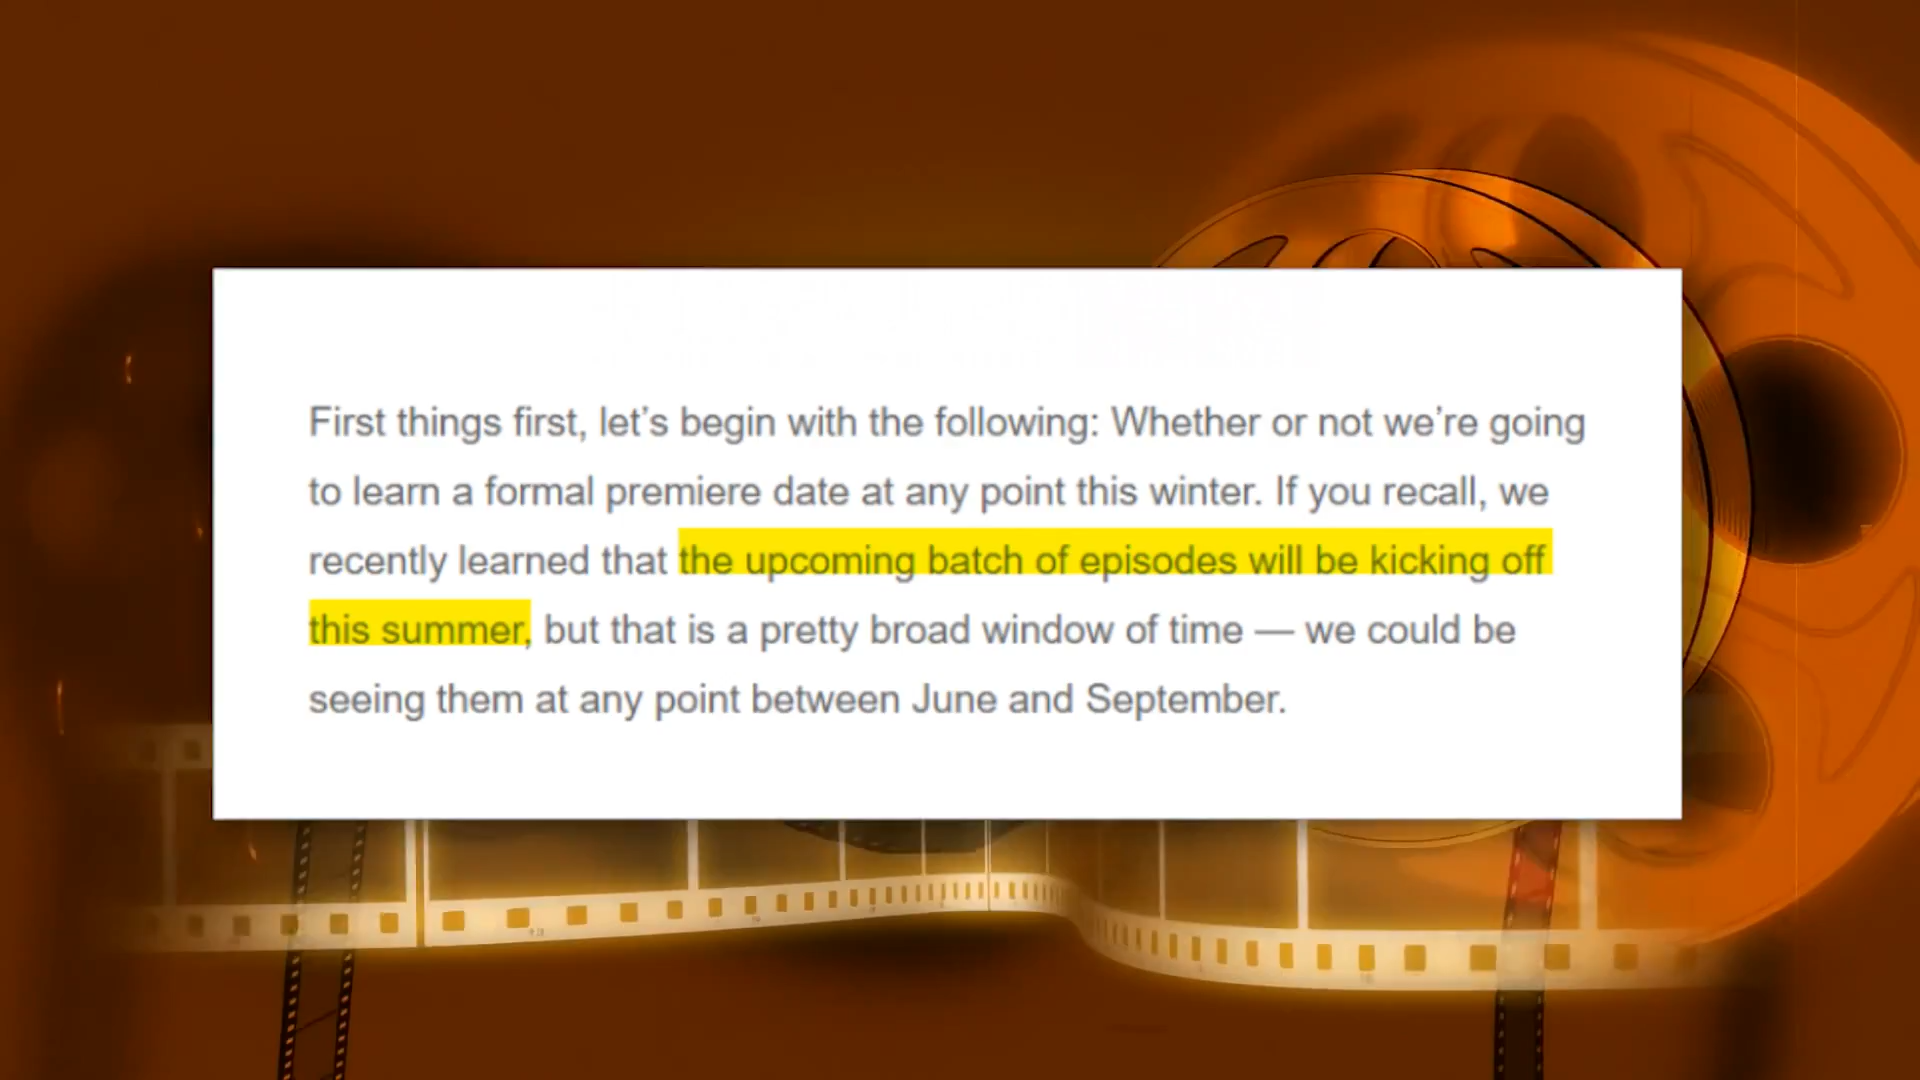 First things first, let’s begin with the following: Whether or not we’re going
to learn a formal premiere date at any point this winter. If you recall, we
recently learned that the upcoming batch of episodes will be kicking off
this summer, but that is a pretty broad window of time — we could be
seeing them at any point between June and September.